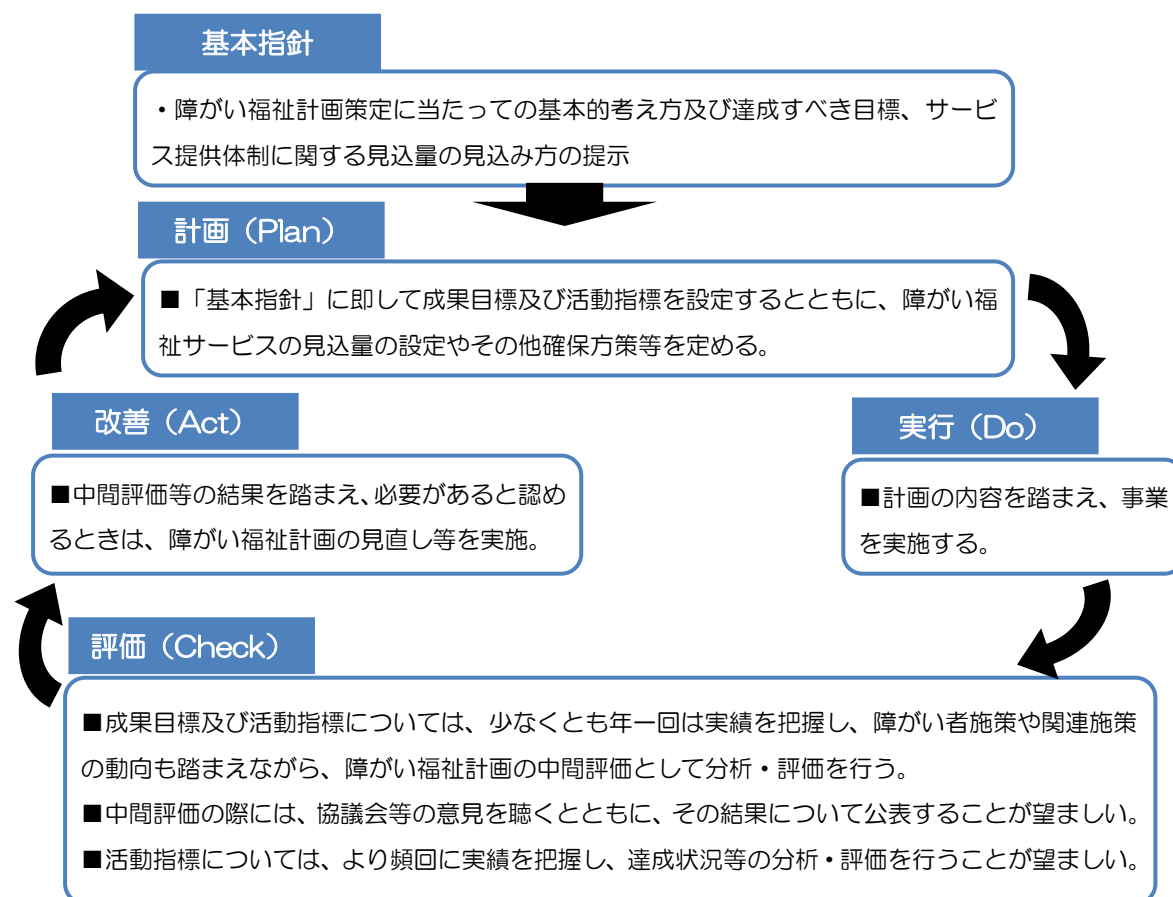 基本指針
・障がい福祉計画策定に当たっての基本的考え方及び達成すべき目標、サービ
ス提供体制に関する見込量の見込み方の提示
計画（Plan）
■「基本指針」に即して成果目標及び活動指標を設定するとともに、障がい福
祉サービスの見込量の設定やその他確保方策等を定める。
改善（Act）
■中間評価等の結果を踏まえ、必要があると認め
るときは、障がい福祉計画の見直し等を実施。
実行（Do）
■計画の内容を踏まえ、事業
を実施する。
評価（Check）
■成果目標及び活動指標については、少なくとも年一回は実績を把握し、障がい者施策や関連施策
の動向も踏まえながら、障がい福祉計画の中間評価として分析・評価を行う。
■中間評価の際には、協議会等の意見を聴くとともに、その結果について公表することが望ましい。
■活動指標については、より頻回に実績を把握し、達成状況等の分析・評価を行うことが望ましい。